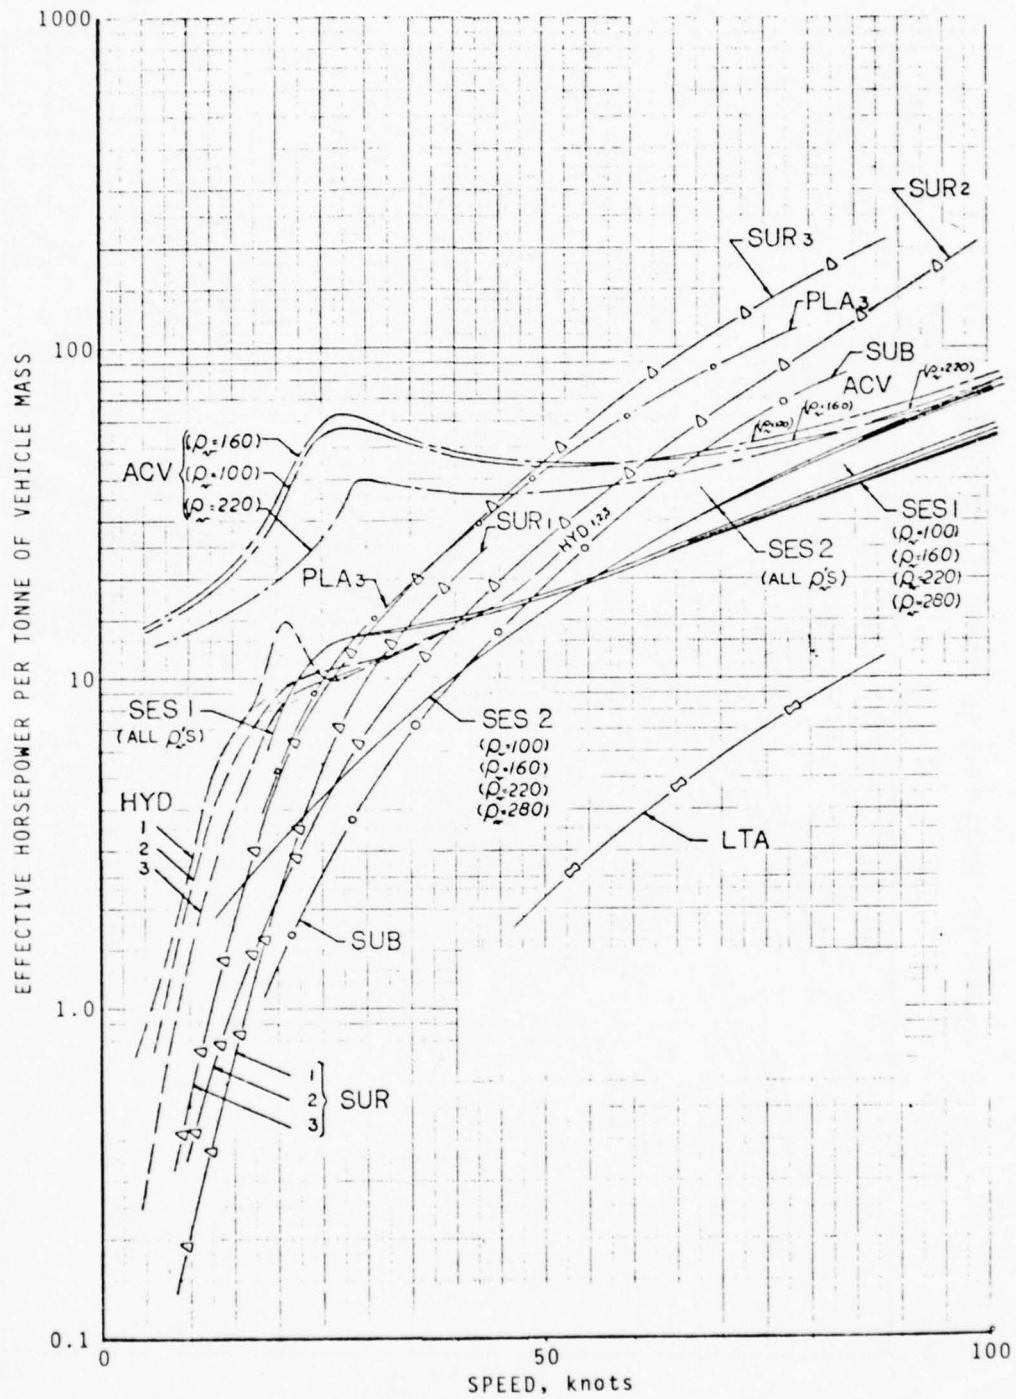 1000
SUR 2
SUR 3
PLA 3
100
SUB
(ρ=220)
ACV
(ρ=160)
(ρ=100)
(ρ=160)
ACV (ρ=100)
(ρ=220)
SUR 1
HYD 1,2,3
SES 1
(ρ=100)
(ρ=160)
(ρ=220)
(ρ=280)
SES 2
(ALL ρ'S)
PLA 3
10
SES 1
(ALL ρ'S)
SES 2
(ρ=100)
(ρ=160)
(ρ=220)
(ρ=280)
HYD
1
2
3
LTA
SUB
1.0
1
2 SUR
3
0.1
0
50
100
SPEED, knots
EFFECTIVE HORSEPOWER PER TONNE OF VEHICLE MASS